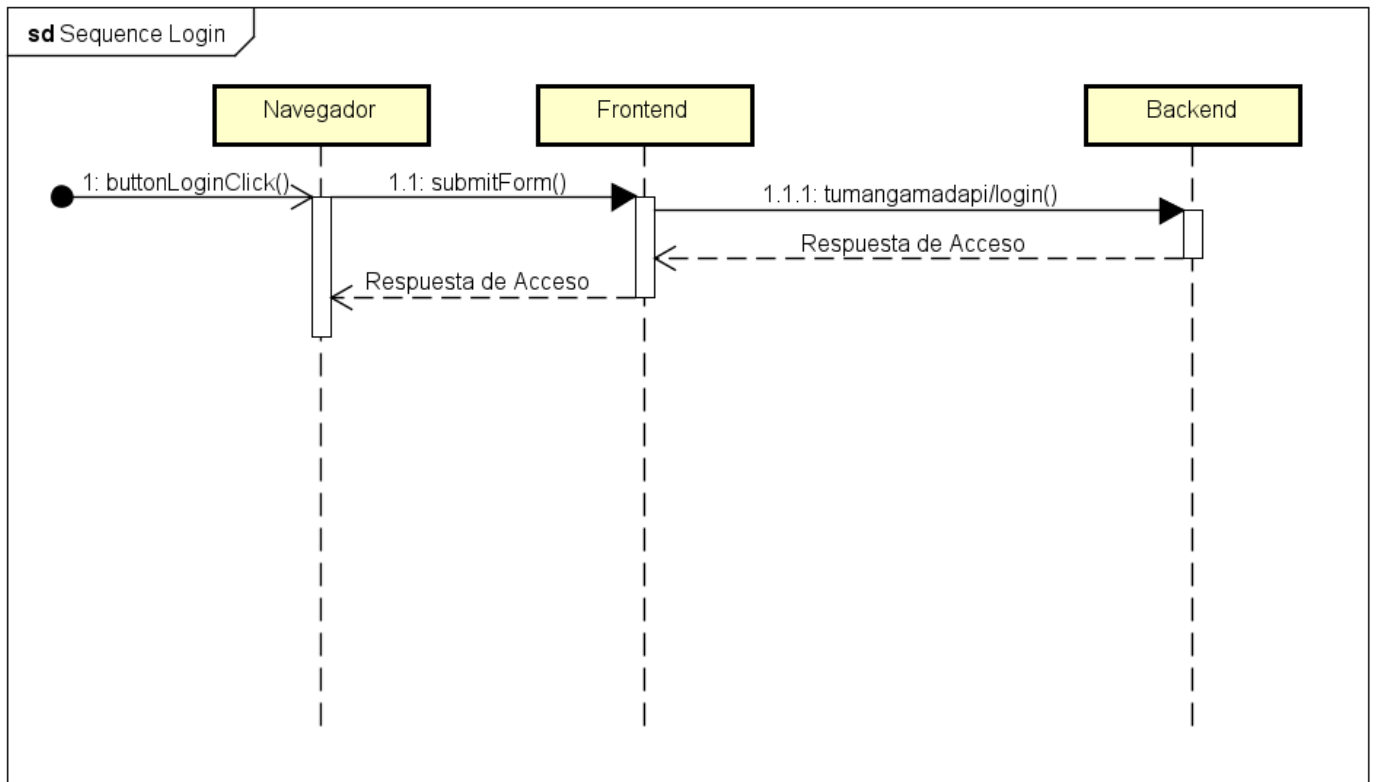 sd Sequence Login
Navegador
Frontend
Backend
1: buttonLoginClick()
1.1: submitForm()
1.1.1: tumangamadapi/login()
Respuesta de Acceso
Respuesta de Acceso